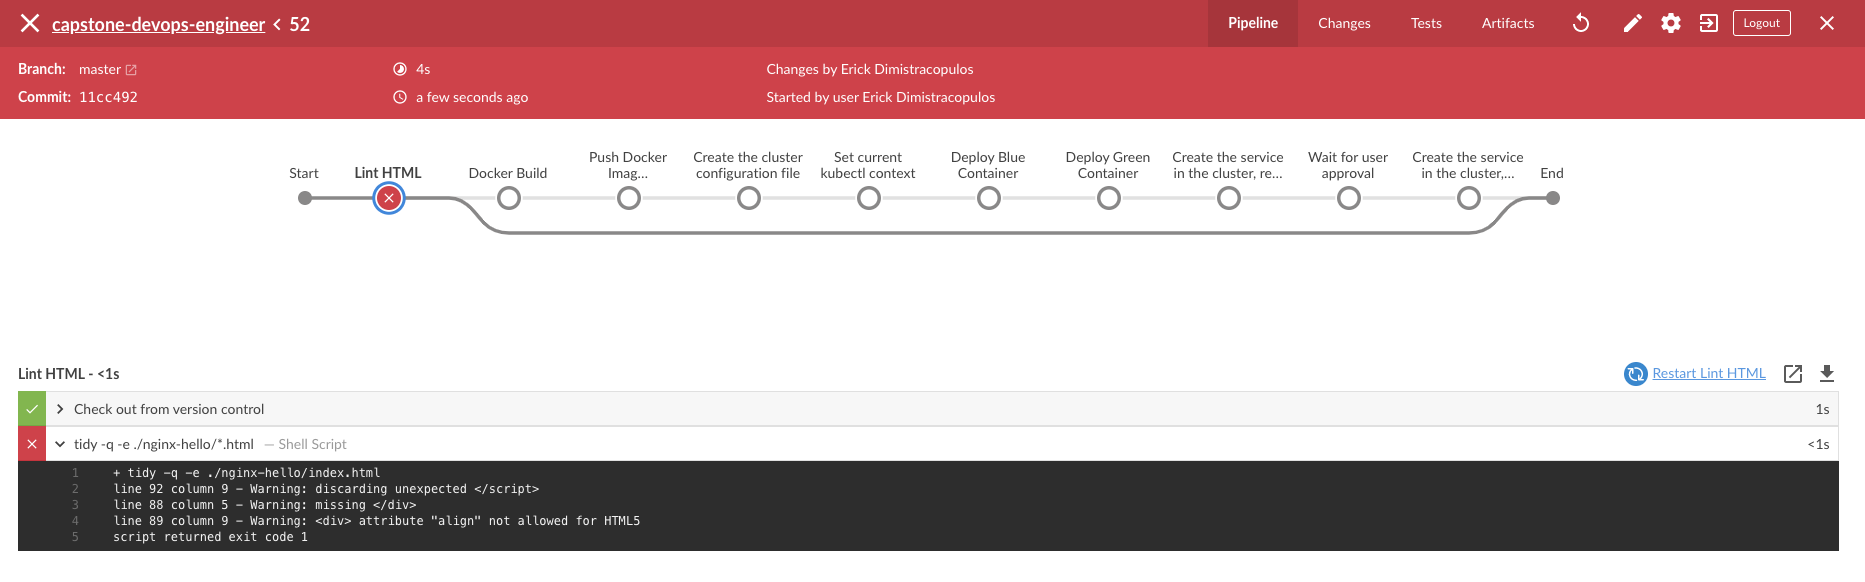 capstone-devops-engineer < 52
Pipeline Changes Tests Artifacts Logout
Branch: master 4s Changes by Erick Dimistracopulos
Commit: 11cc492 a few seconds ago Started by user Erick Dimistracopulos
Start
Lint HTML
Docker Build
Push Docker
Imag...
Create the cluster
configuration file
Set current
kubectl context
Deploy Blue
Container
Deploy Green
Container
Create the service
in the cluster, re...
Wait for user
approval
Create the service
in the cluster,...
End
Lint HTML - <1s
Restart Lint HTML
Check out from version control 1s
tidy -q -e ./nginx-hello/*.html — Shell Script <1s
1 + tidy -q -e ./nginx-hello/index.html
2 line 92 column 9 - Warning: discarding unexpected </script>
3 line 88 column 5 - Warning: missing </div>
4 line 89 column 9 - Warning: <div> attribute "align" not allowed for HTML5
5 script returned exit code 1